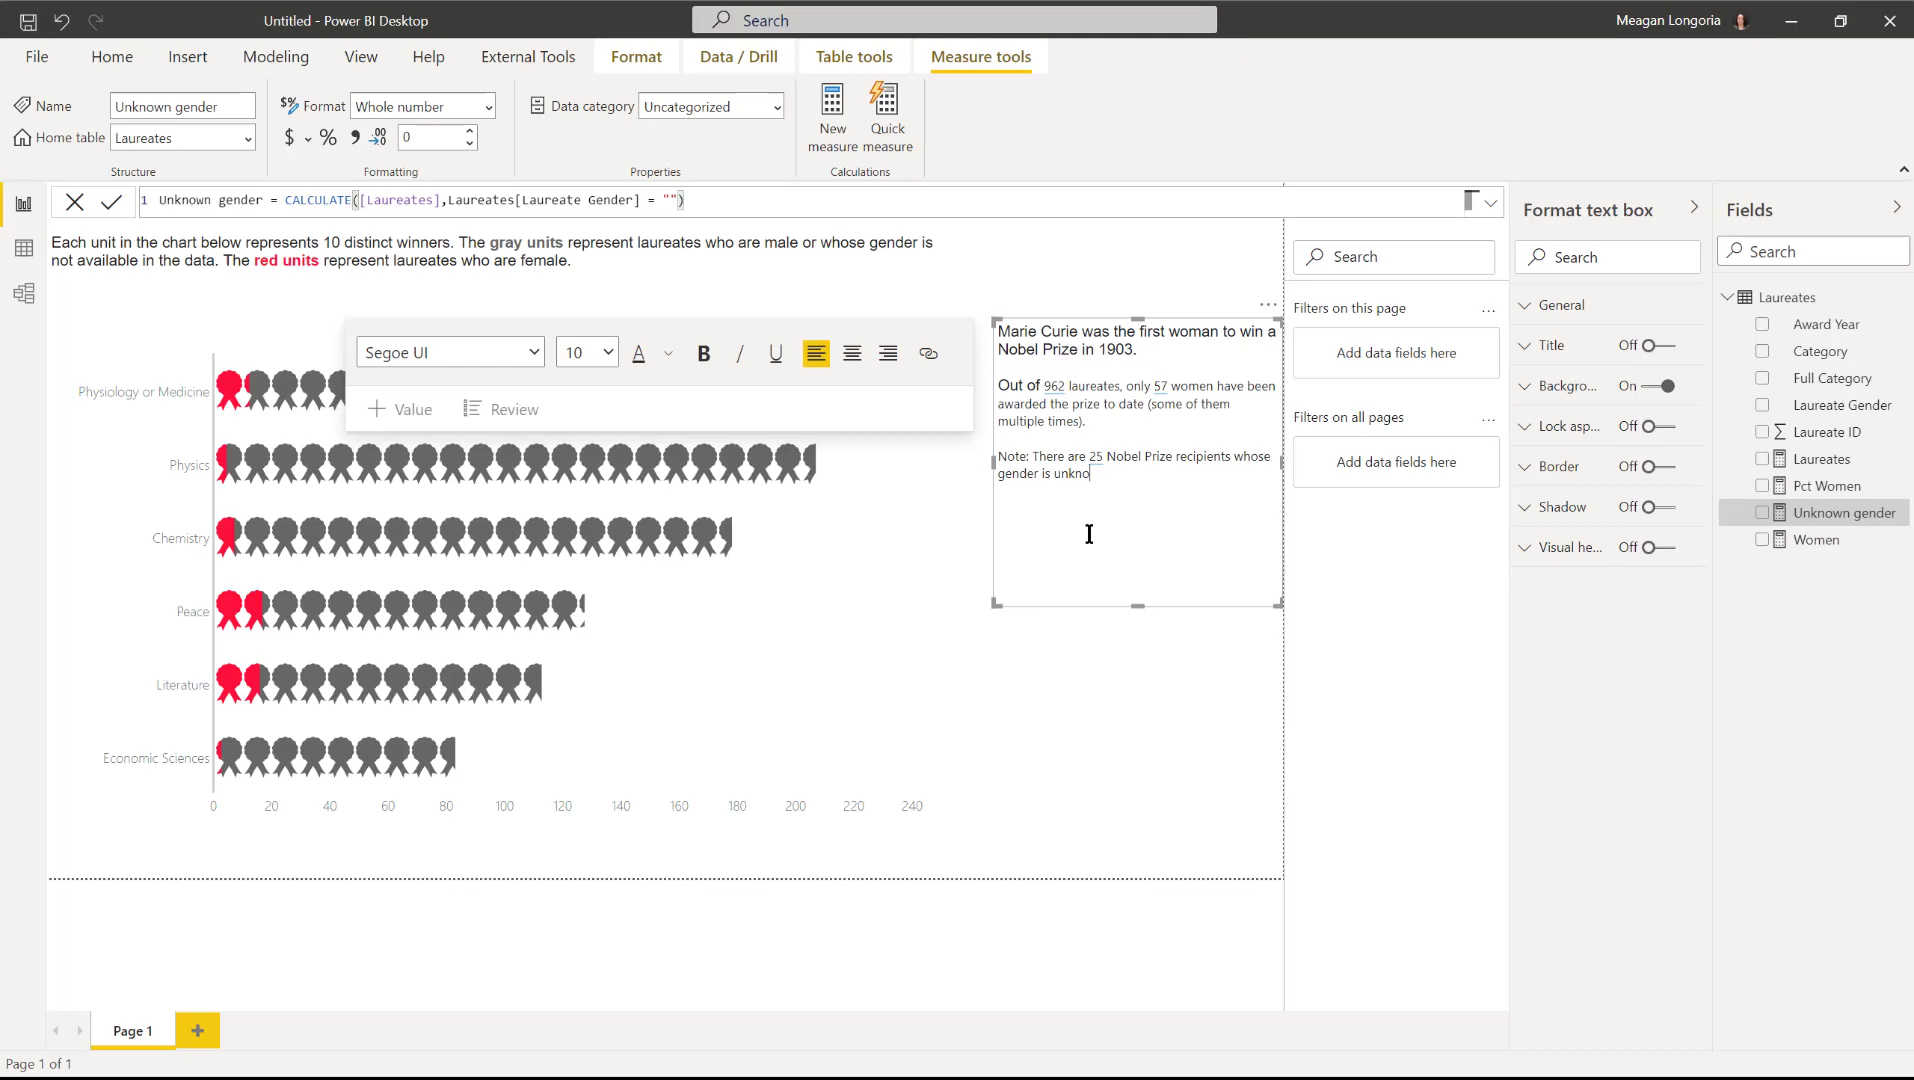 Untitled - Power BI Desktop
Search
Meagan Longoria
File
Home
Insert
Modeling
View
Help
External Tools
Format
Data / Drill
Table tools
Measure tools
Name
Unknown gender
Home table
Laureates
Structure
Format
Whole number
$
%
0
Formatting
Data category
Uncategorized
Properties
New measure
Quick measure
Calculations
1 Unknown gender = CALCULATE([Laureates],Laureates[Laureate Gender] = "")
Each unit in the chart below represents 10 distinct winners. The gray units represent laureates who are male or whose gender is
not available in the data. The red units represent laureates who are female.
Segoe UI
10
A
B
I
U
Value
Review
Marie Curie was the first woman to win a
Nobel Prize in 1903.
Out of 962 laureates, only 57 women have been
awarded the prize to date (some of them
multiple times).
Note: There are 25 Nobel Prize recipients whose
gender is unkno
Physiology or Medicine
Physics
Chemistry
Peace
Literature
Economic Sciences
0 20 40 60 80 100 120 140 160 180 200 220 240
Search
Filters on this page
Add data fields here
Filters on all pages
Add data fields here
Format text box
Search
General
Title Off
Backgro... On
Lock asp... Off
Border Off
Shadow Off
Visual he... Off
Fields
Search
Laureates
Award Year
Category
Full Category
Laureate Gender
Laureate ID
Laureates
Pct Women
Unknown gender
Women
Page 1
Page 1 of 1